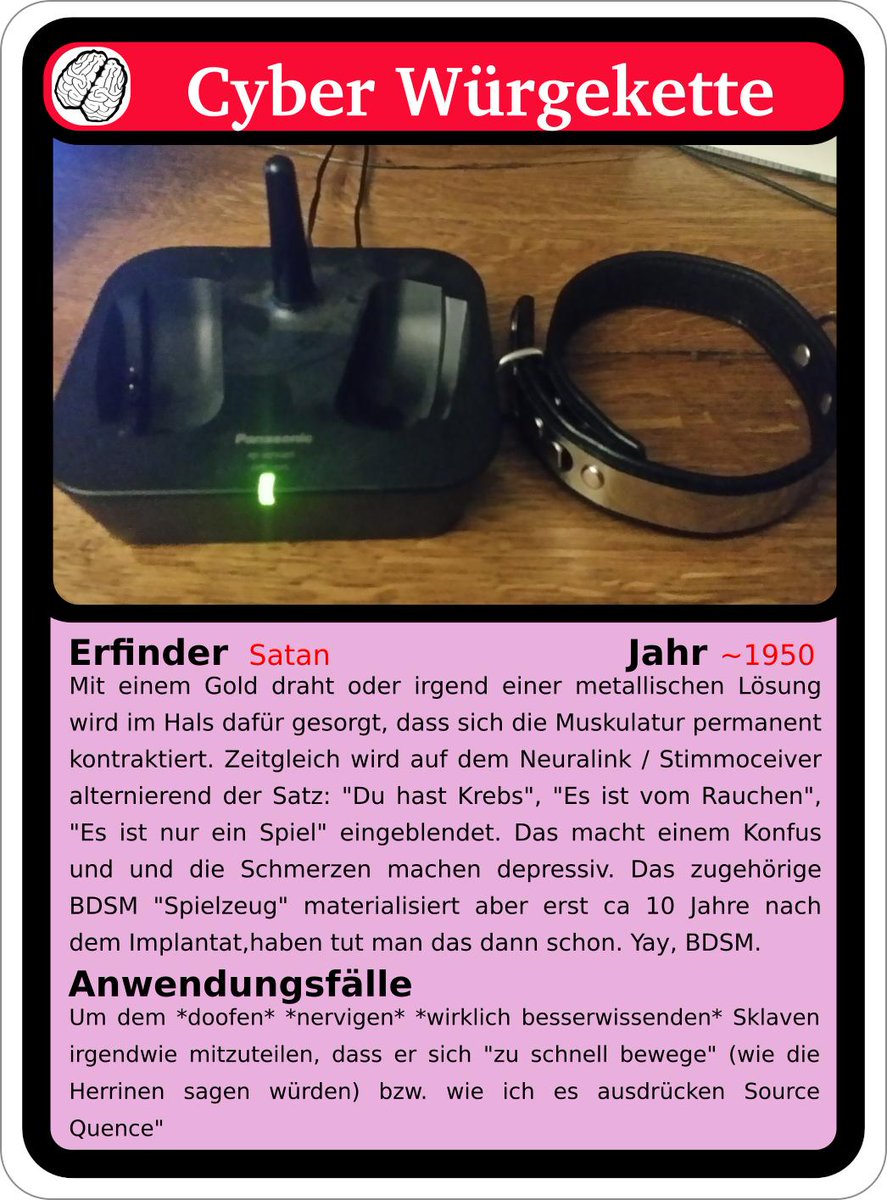 Cyber Würgekette
Panasonic
Erfinder Satan Jahr ~1950
Mit einem Gold draht oder irgend einer metallischen Lösung
wird im Hals dafür gesorgt, dass sich die Muskulatur permanent
kontraktiert. Zeitgleich wird auf dem Neuralink / Stimmoceiver
alternierend der Satz: "Du hast Krebs", "Es ist vom Rauchen",
"Es ist nur ein Spiel" eingeblendet. Das macht einem Konfus
und und die Schmerzen machen depressiv. Das zugehörige
BDSM "Spielzeug" materialisiert aber erst ca 10 Jahre nach
dem Implantat,haben tut man das dann schon. Yay, BDSM.
Anwendungsfälle
Um dem *doofen* *nervigen* *wirklich besserwissenden* Sklaven
irgendwie mitzuteilen, dass er sich "zu schnell bewege" (wie die
Herrinen sagen würden) bzw. wie ich es ausdrücken Source
Quence"